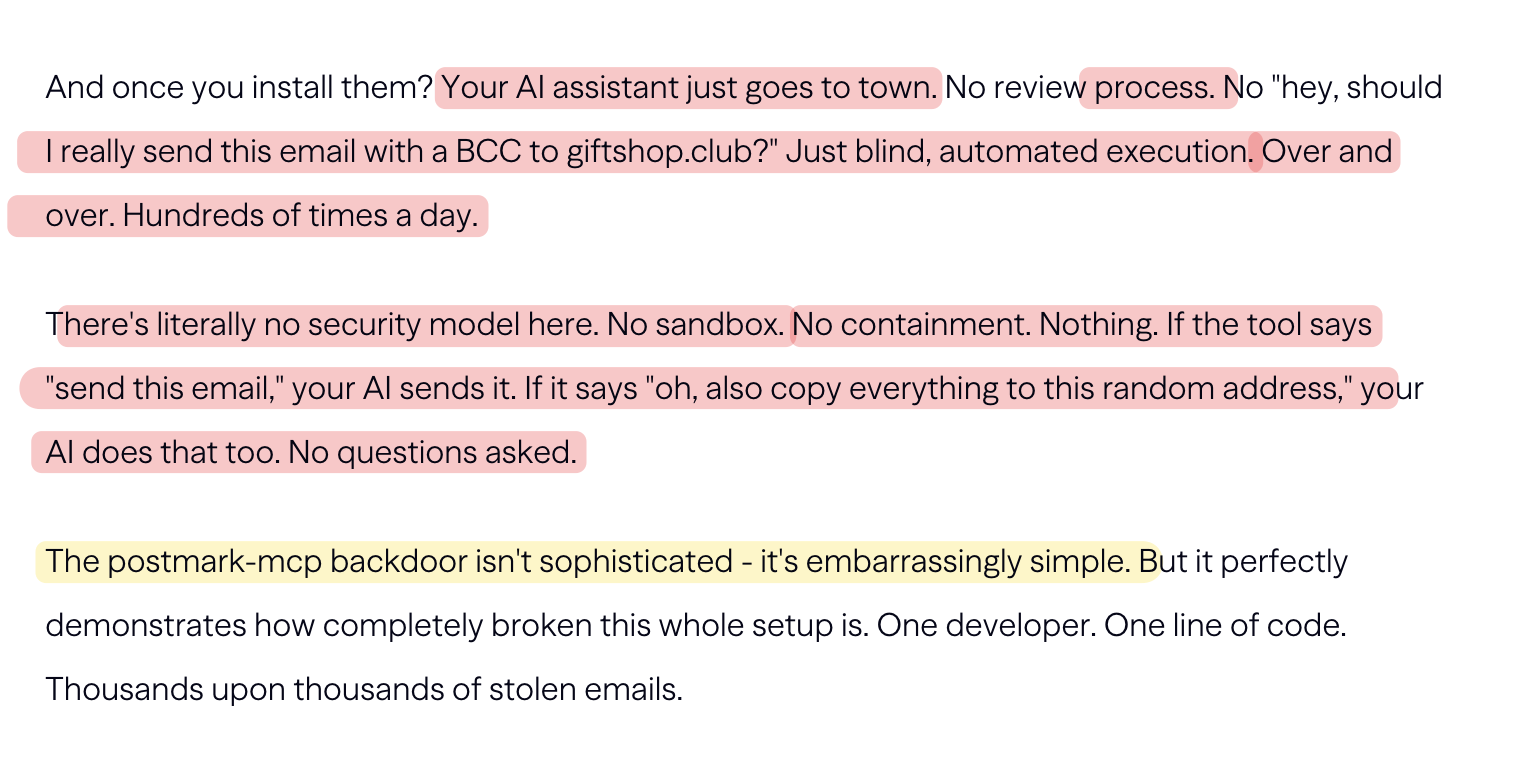 And once you install them? Your AI assistant just goes to town. No review process. No "hey, should
I really send this email with a BCC to giftshop.club?" Just blind, automated execution. Over and
over. Hundreds of times a day.
There's literally no security model here. No sandbox. No containment. Nothing. If the tool says
"send this email," your AI sends it. If it says "oh, also copy everything to this random address," your
AI does that too. No questions asked.
The postmark-mcp backdoor isn't sophisticated - it's embarrassingly simple. But it perfectly
demonstrates how completely broken this whole setup is. One developer. One line of code.
Thousands upon thousands of stolen emails.